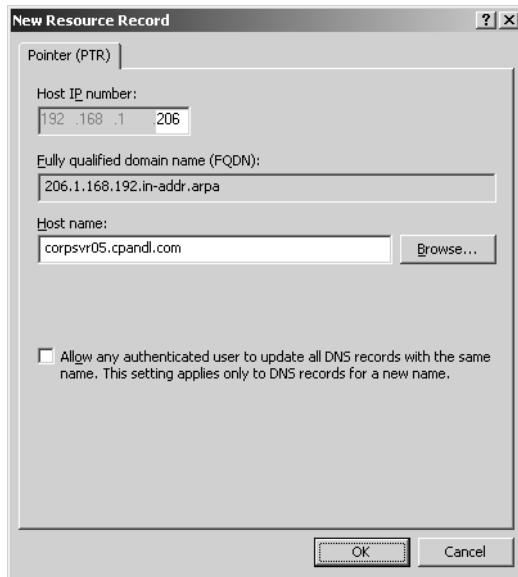 New Resource Record
Pointer (PTR)
Host IP number:
192 .168 .1 .206
Fully qualified domain name (FQDN):
206.1.168.192.in-addr.arpa
Host name:
corpsvr05.cpandl.com
Browse...
Allow any authenticated user to update all DNS records with the same
name. This setting applies only to DNS records for a new name.
OK
Cancel